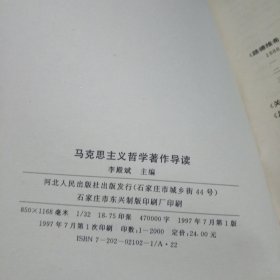 马克思主义哲学著作导读
李殿斌 主编
河北人民出版社出版发行(石家庄市城乡街44号)
石家庄市东兴制版印刷厂印刷
850×1168毫米 1/32 16.75印张 470000字 1997年7月第1版
1997年7月第1次印刷 印数:1—2000 定价:24.00元
ISBN 7-202-02102-1/A·22